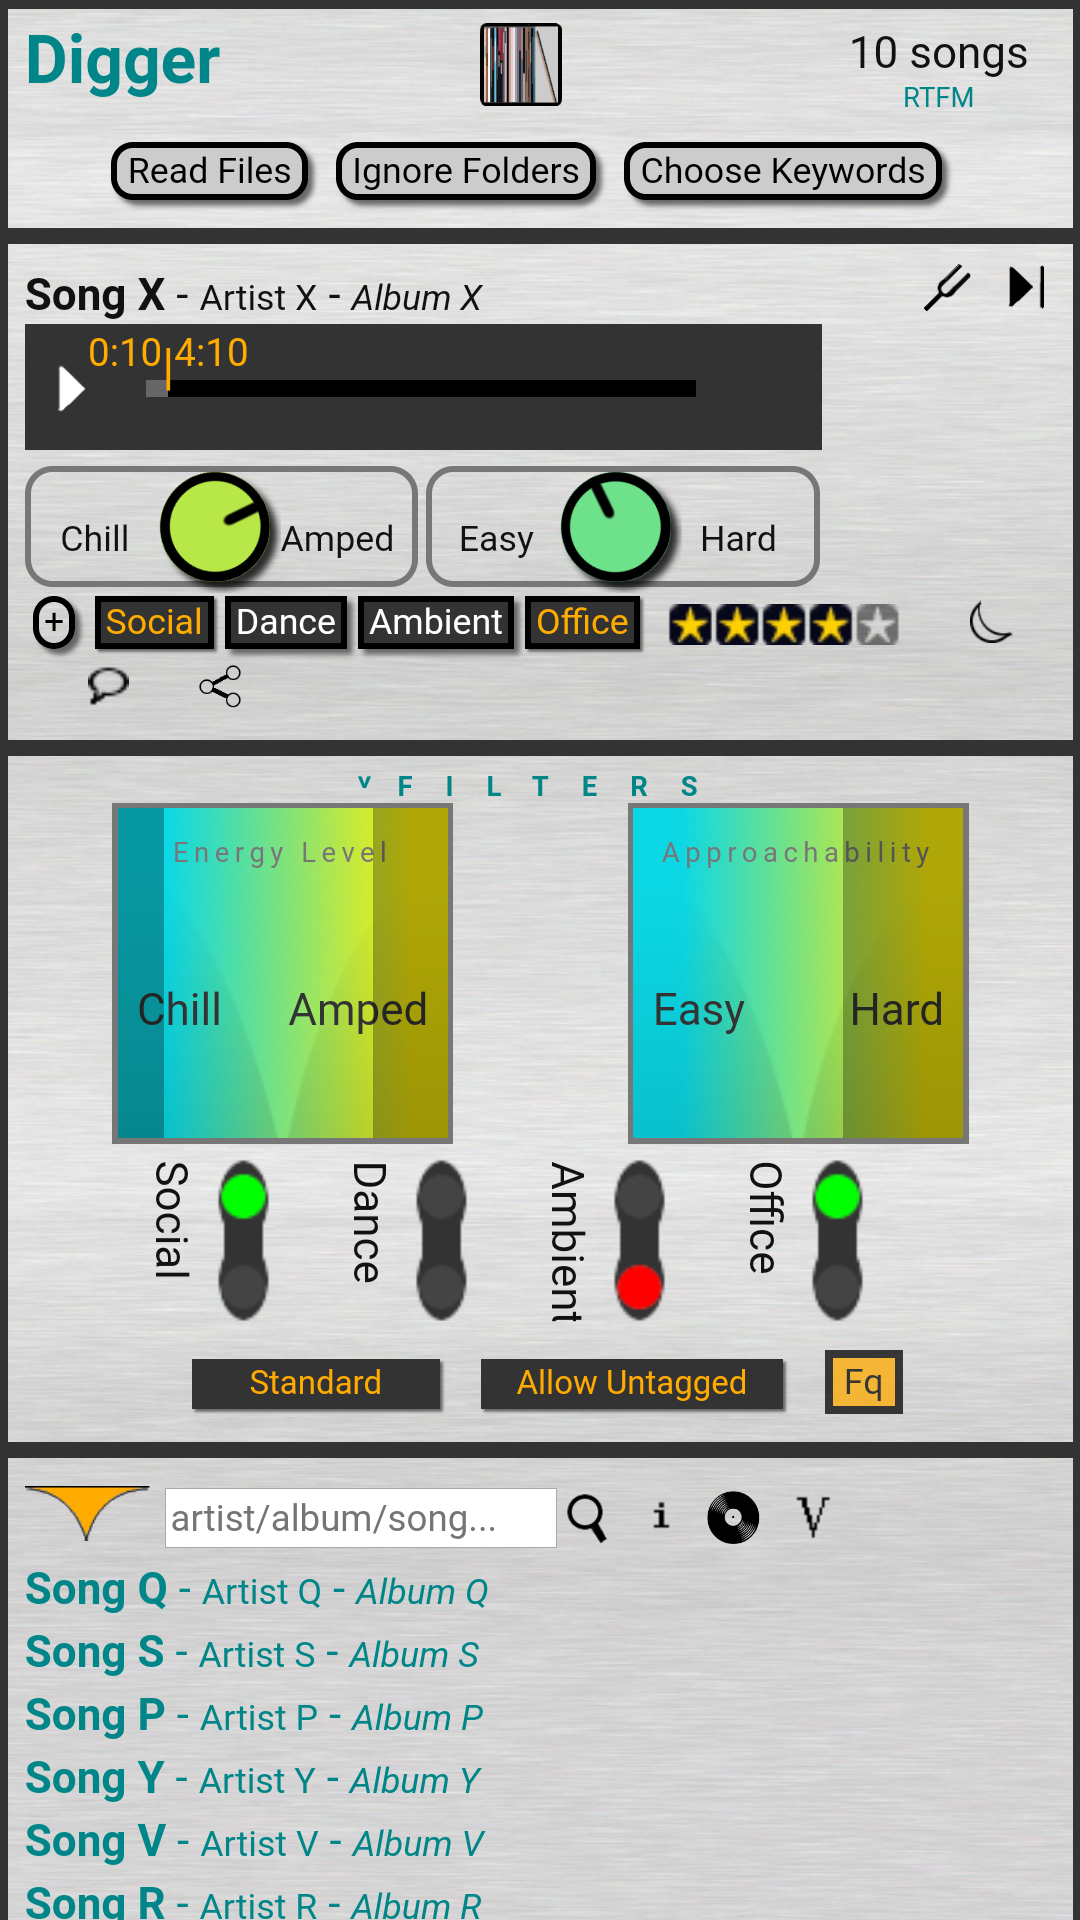 Digger
10 songs
RTFM
Read Files Ignore Folders Choose Keywords
Song X - Artist X - Album X
0:10 4:10
Chill Amped Easy Hard
+ Social Dance Ambient Office
v FILTERS
Energy Level Approachability
Chill Amped Easy Hard
Social Dance Ambient Office
Standard Allow Untagged Fq
artist/album/song... i V
Song Q - Artist Q - Album Q
Song S - Artist S - Album S
Song P - Artist P - Album P
Song Y - Artist Y - Album Y
Song V - Artist V - Album V
Song R - Artist R - Album R